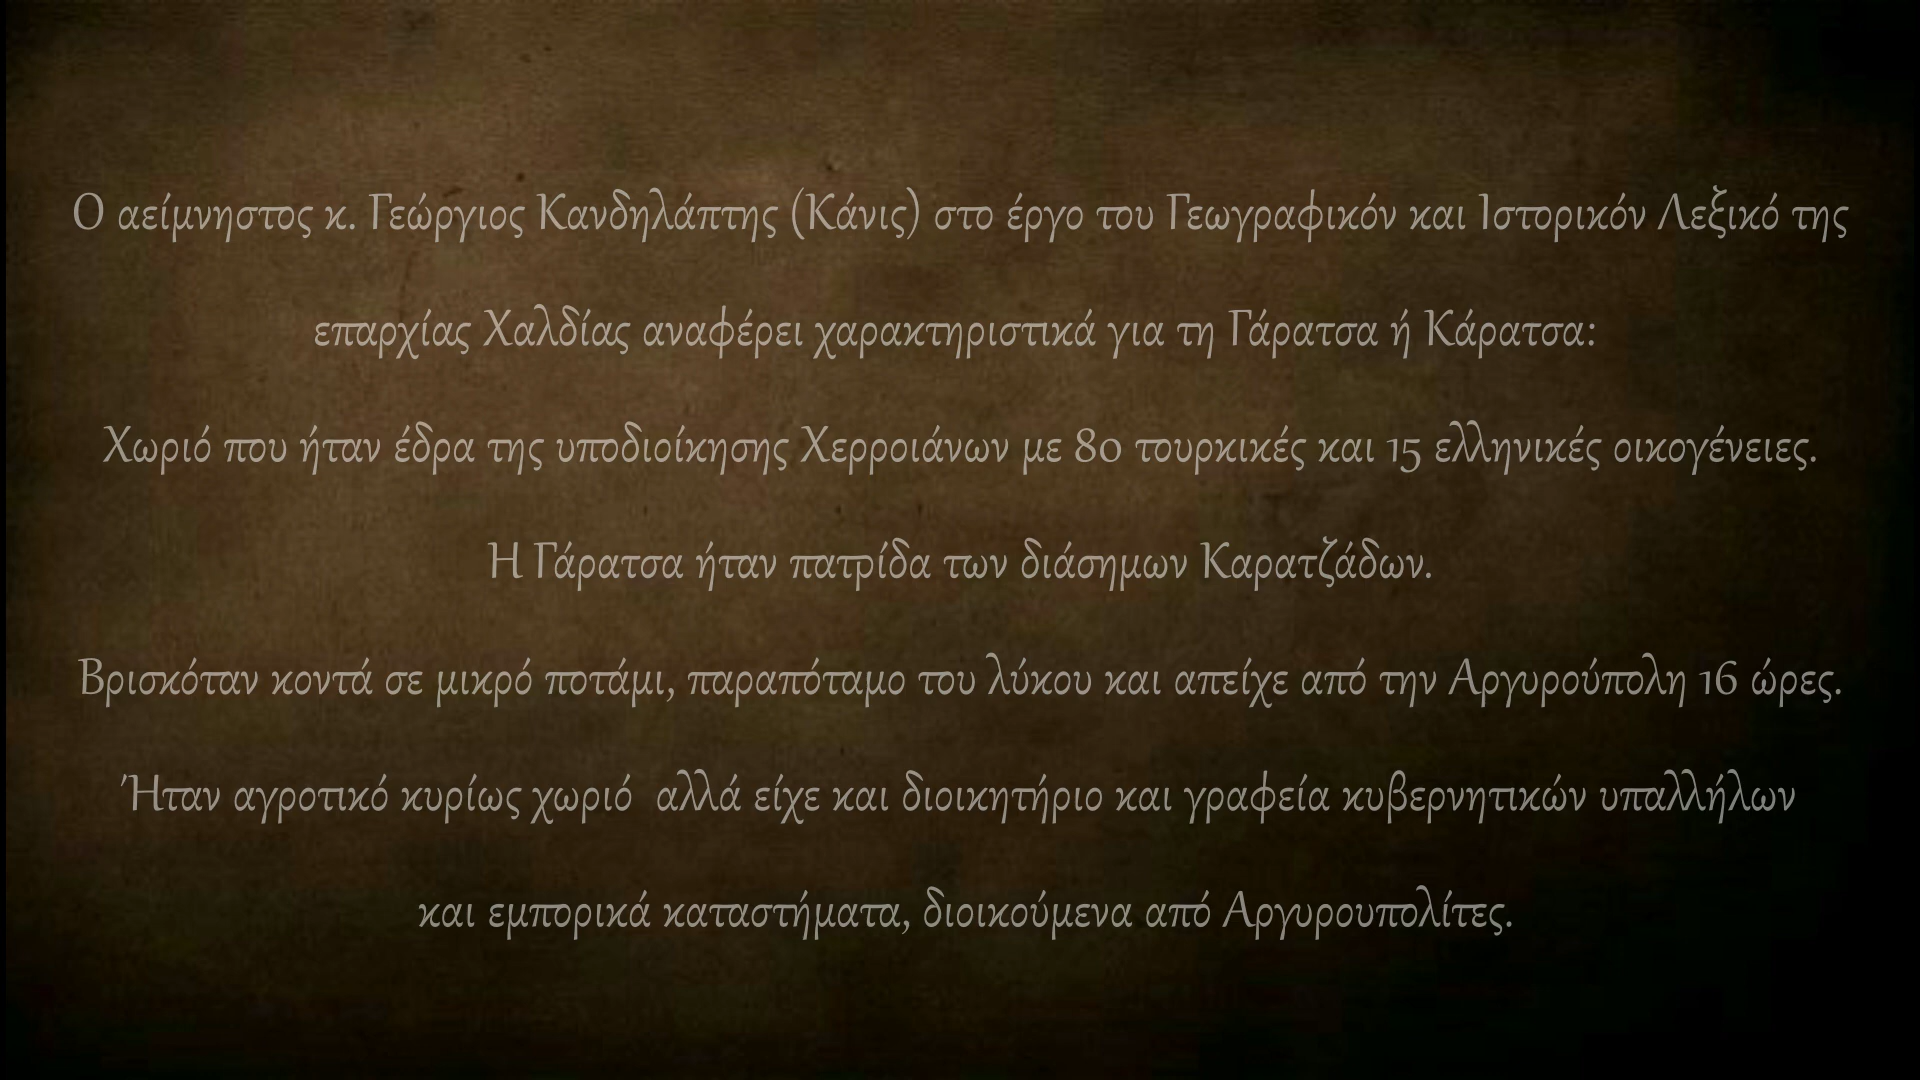 Ο αείμνηστος κ. Γεώργιος Κανδηλάπτης (Κάνις) στο έργο του Γεωγραφικόν και Ιστορικόν Λεξικό της
επαρχίας Χαλδίας αναφέρει χαρακτηριστικά για τη Γάρατσα ή Κάρατσα:
Χωριό που ήταν έδρα της υποδιοίκησης Χερροιάνων με 80 τουρκικές και 15 ελληνικές οικογένειες.
Η Γάρατσα ήταν πατρίδα των διάσημων Καρατζάδων.
Βρισκόταν κοντά σε μικρό ποτάμι, παραπόταμο του λύκου και απείχε από την Αργυρούπολη 16 ώρες.
Ήταν αγροτικό κυρίως χωριό  αλλά είχε και διοικητήριο και γραφεία κυβερνητικών υπαλλήλων
και εμπορικά καταστήματα, διοικούμενα από Αργυρουπολίτες.